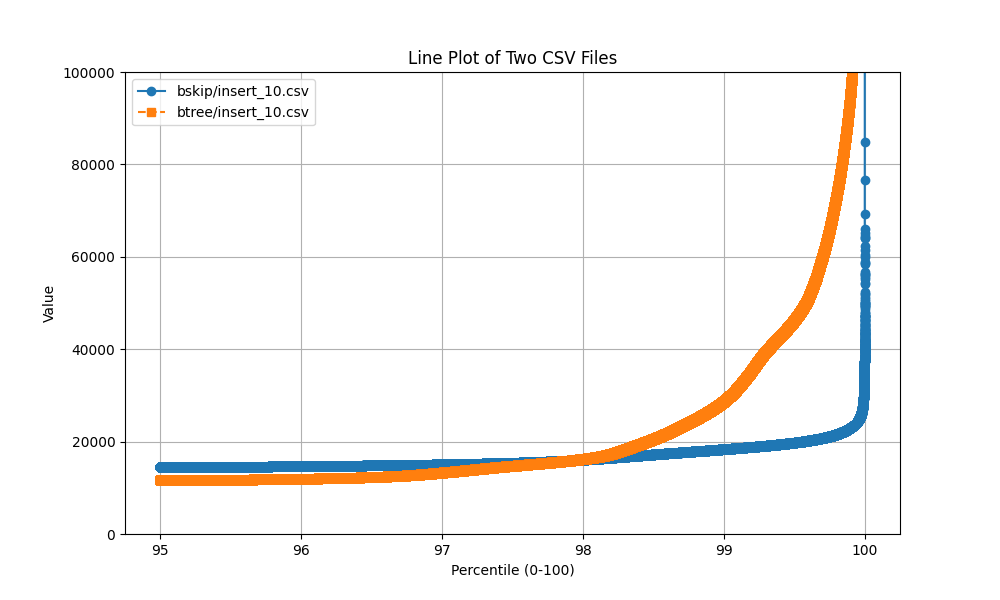 Line Plot of Two CSV Files
100000
80000
60000
40000
20000
0
Value
bskip/insert_10.csv
btree/insert_10.csv
95 96 97 98 99 100
Percentile (0-100)